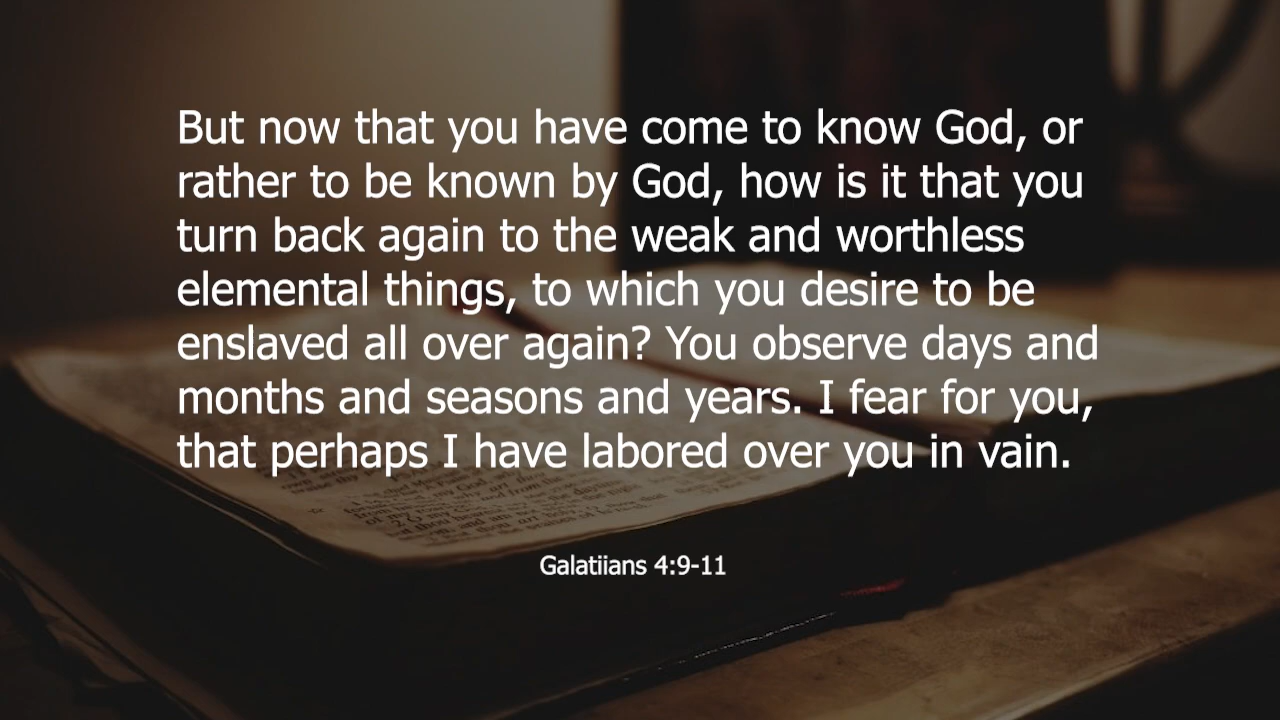 But now that you have come to know God, or
rather to be known by God, how is it that you
turn back again to the weak and worthless
elemental things, to which you desire to be
enslaved all over again? You observe days and
months and seasons and years. I fear for you,
that perhaps I have labored over you in vain.
Galatiians 4:9-11